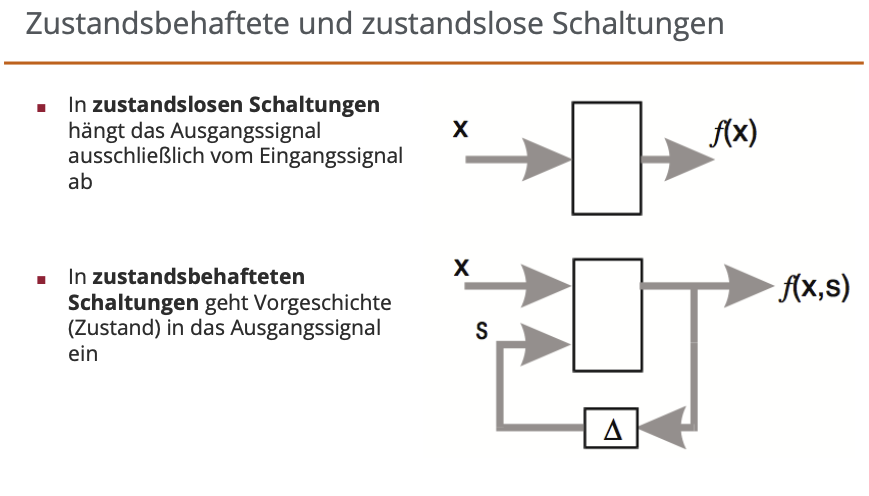 Zustandsbehaftete und zustandslose Schaltungen
In zustandslosen Schaltungen
hängt das Ausgangssignal
ausschließlich vom Eingangssignal
ab
x
f(x)
In zustandsbehafteten
Schaltungen geht Vorgeschichte
(Zustand) in das Ausgangssignal
ein
x
f(x,s)
s
Δ